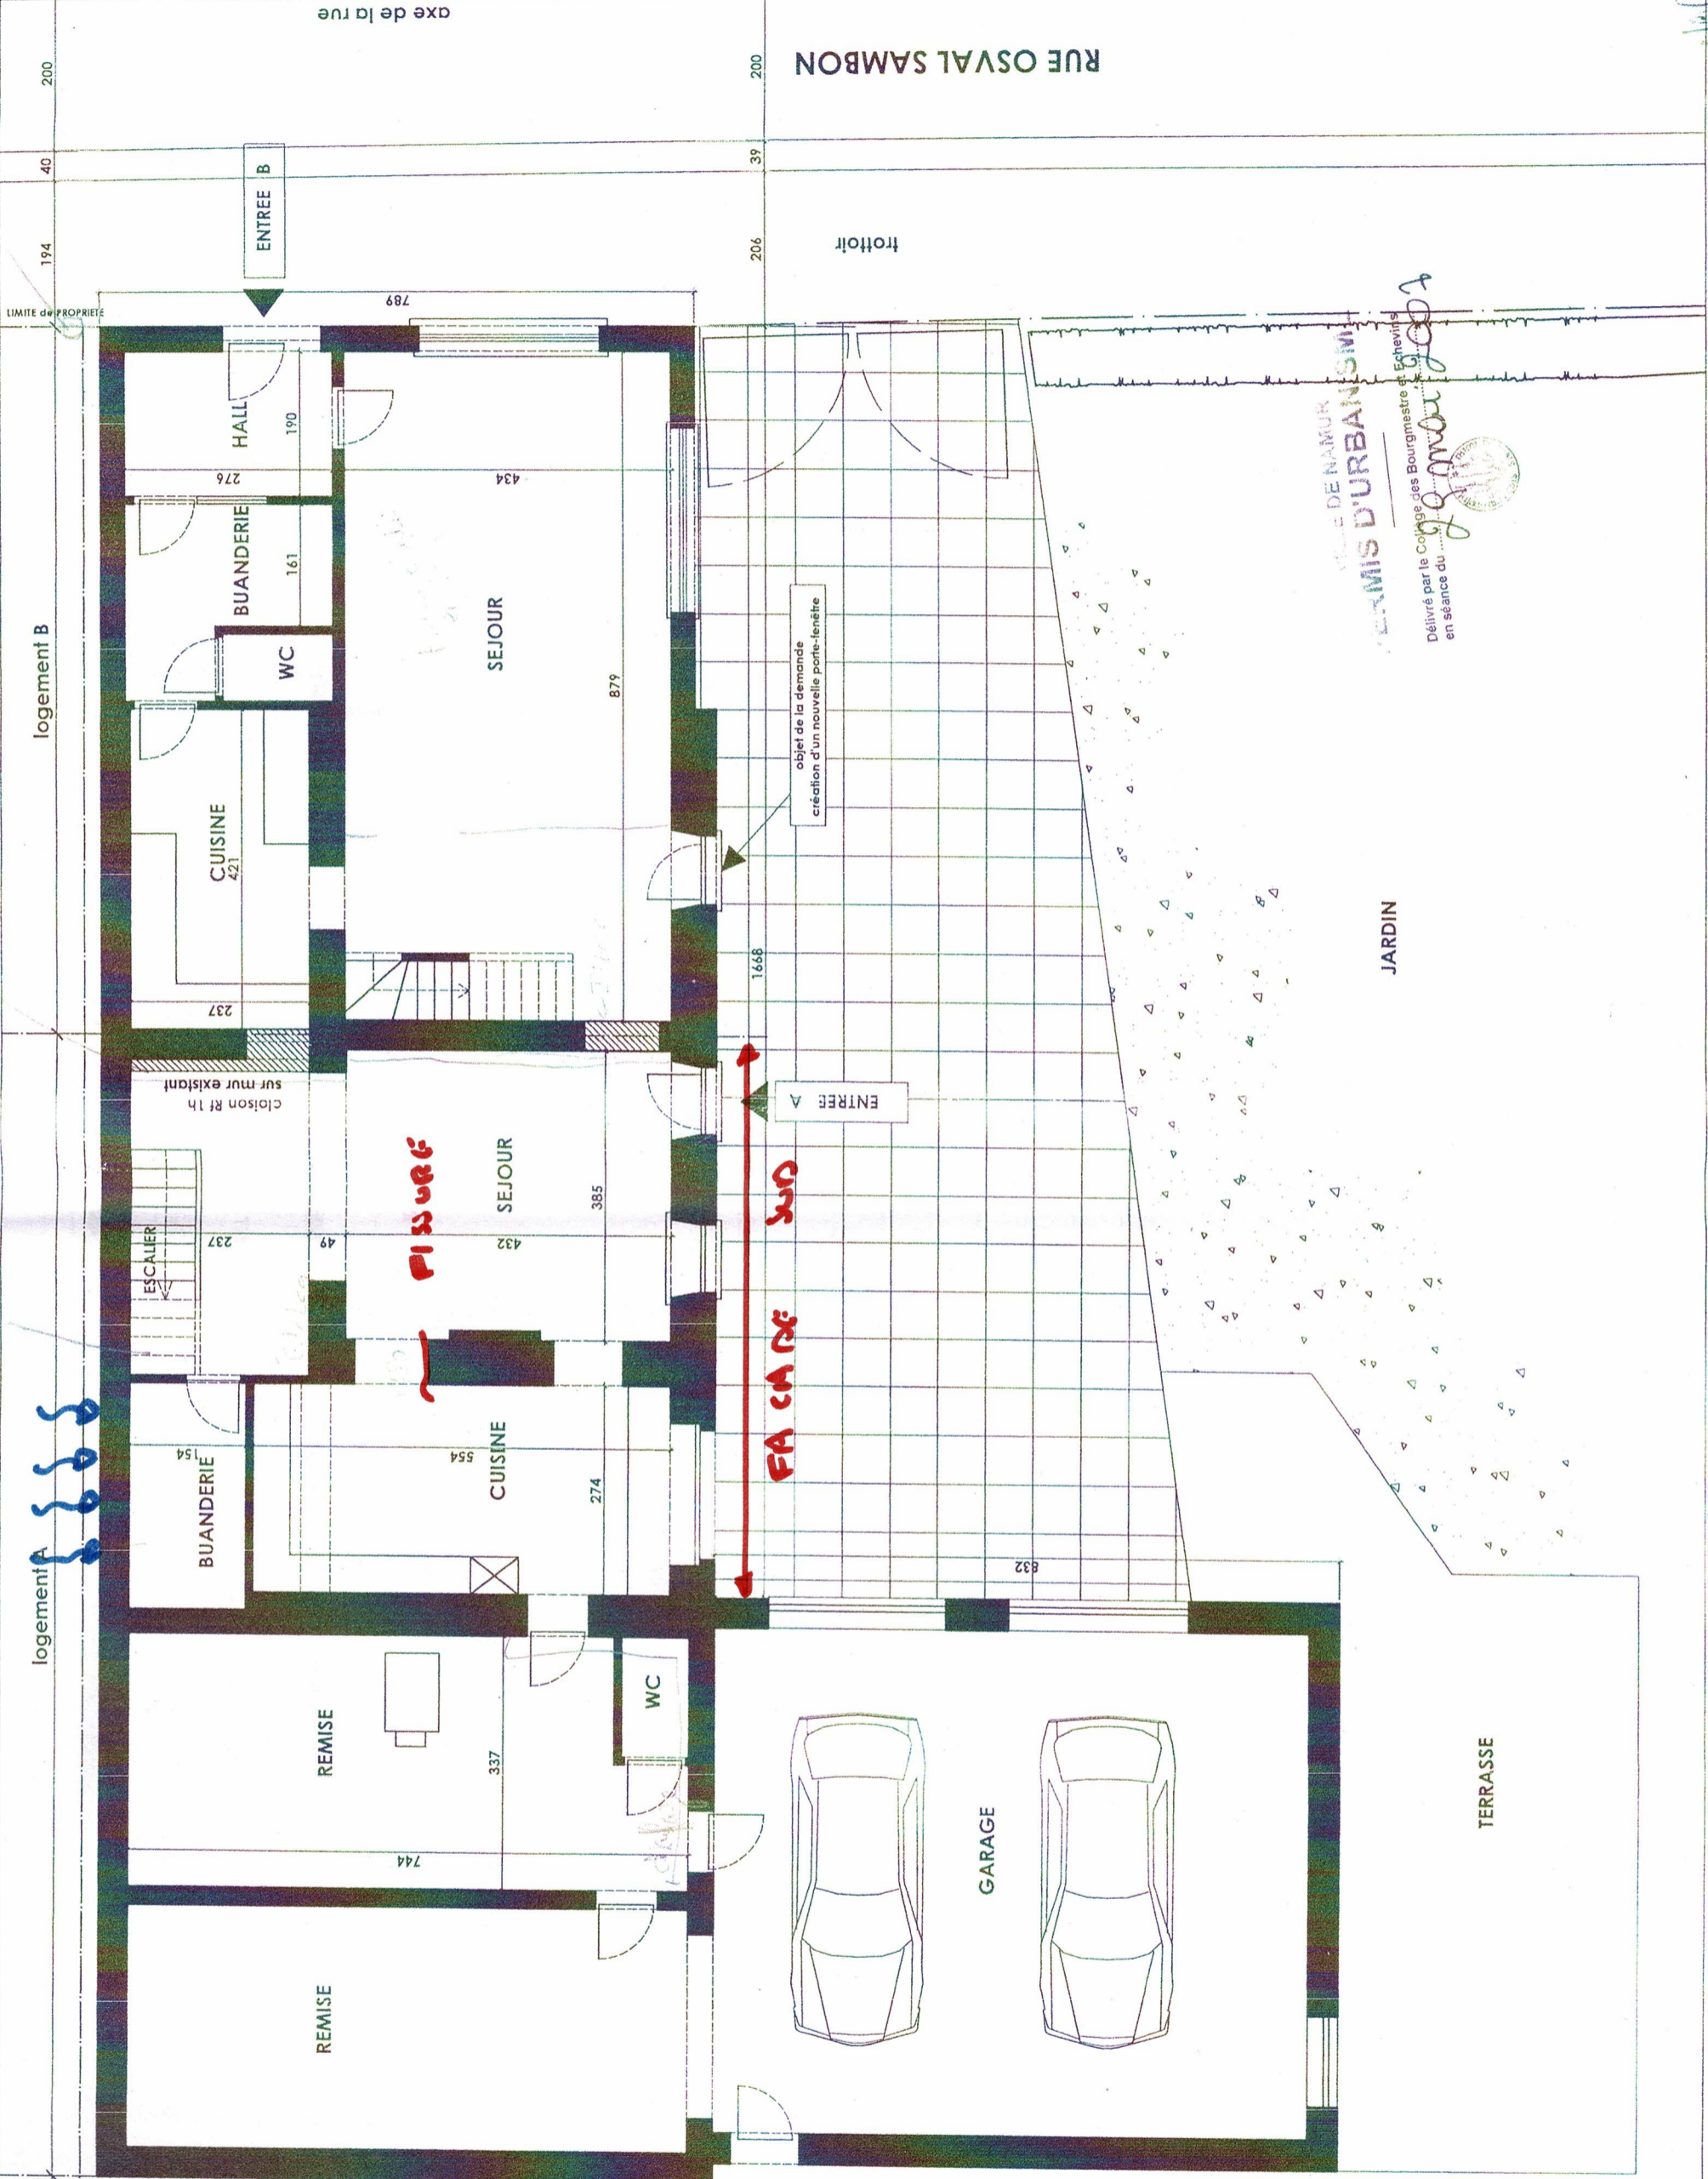 axe de la rue
200
200
RUE OSVAL SAMBON
40
39
ENTREE B
194
206
trottoir
LIMITE de PROPRIETE
789
HALL
190
276
434
BUANDERIE
161
WC
SEJOUR
879
logement B
CUISINE
421
237
objet de la demande
création d'un nouvelle porte-fenêtre
1668
DE NAMUR
PERMIS D'URBANISME
Délivré par le Collège des Bourgmestre et Echevins
en séance du
JARDIN
cloison Rf 1h
sur mur existant
ENTREE A
FISSURE
SEJOUR
385
ESCALIER
237
49
432
FACADE SUD
logement A
BUANDERIE
154
554
CUISINE
274
832
REMISE
337
WC
744
GARAGE
TERRASSE
REMISE